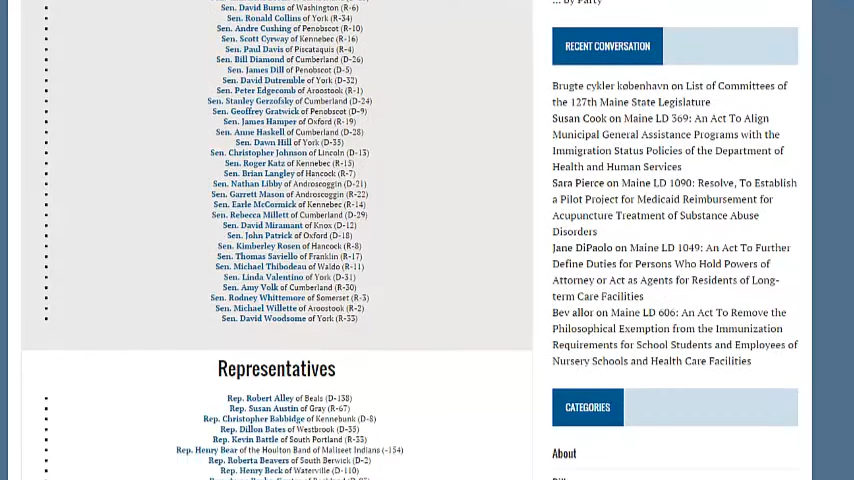 Sen. David Burns of Washington (R-6)
Sen. Ronald Collins of York (R-34)
Sen. Andre Cushing of Penobscot (R-10)
Sen. Scott Cyrway of Kennebec (R-16)
Sen. Paul Davis of Piscataquis (R-4)
Sen. Bill Diamond of Cumberland (D-26)
Sen. James Dill of Penobscot (D-5)
Sen. David Dutremble of York (D-32)
Sen. Peter Edgecomb of Aroostook (R-1)
Sen. Stanley Gerzofsky of Cumberland (D-24)
Sen. Geoffrey Gratwick of Penobscot (D-9)
Sen. James Hamper of Oxford (R-19)
Sen. Anne Haskell of Cumberland (D-28)
Sen. Dawn Hill of York (D-35)
Sen. Christopher Johnson of Lincoln (D-13)
Sen. Roger Katz of Kennebec (R-15)
Sen. Brian Langley of Hancock (R-7)
Sen. Nathan Libby of Androscoggin (D-21)
Sen. Garrett Mason of Androscoggin (R-22)
Sen. Earle McCormick of Kennebec (R-14)
Sen. Rebecca Millett of Cumberland (D-29)
Sen. David Miramant of Knox (D-12)
Sen. John Patrick of Oxford (D-18)
Sen. Kimberley Rosen of Hancock (R-8)
Sen. Thomas Saviello of Franklin (R-17)
Sen. Michael Thibodeau of Waldo (R-11)
Sen. Linda Valentino of York (D-31)
Sen. Amy Volk of Cumberland (R-30)
Sen. Rodney Whittemore of Somerset (R-3)
Sen. Michael Willette of Aroostook (R-2)
Sen. David Woodsome of York (R-33)
Representatives
Rep. Robert Alley of Beals (D-138)
Rep. Susan Austin of Gray (R-67)
Rep. Christopher Babbidge of Kennebunk (D-8)
Rep. Dillon Bates of Westbrook (D-35)
Rep. Kevin Battle of South Portland (R-33)
Rep. Henry Bear of the Houlton Band of Maliseet Indians (-154)
Rep. Roberta Beavers of South Berwick (D-2)
Rep. Henry Beck of Waterville (D-110)
... by Party
RECENT CONVERSATION
Brugte cykler københavn on List of Committees of
the 127th Maine State Legislature
Susan Cook on Maine LD 369: An Act To Align
Municipal General Assistance Programs with the
Immigration Status Policies of the Department of
Health and Human Services
Sara Pierce on Maine LD 1090: Resolve, To Establish
a Pilot Project for Medicaid Reimbursement for
Acupuncture Treatment of Substance Abuse
Disorders
Jane DiPaolo on Maine LD 1049: An Act To Further
Define Duties for Persons Who Hold Powers of
Attorney or Act as Agents for Residents of Long-
term Care Facilities
Bev allor on Maine LD 606: An Act To Remove the
Philosophical Exemption from the Immunization
Requirements for School Students and Employees of
Nursery Schools and Health Care Facilities
CATEGORIES
About